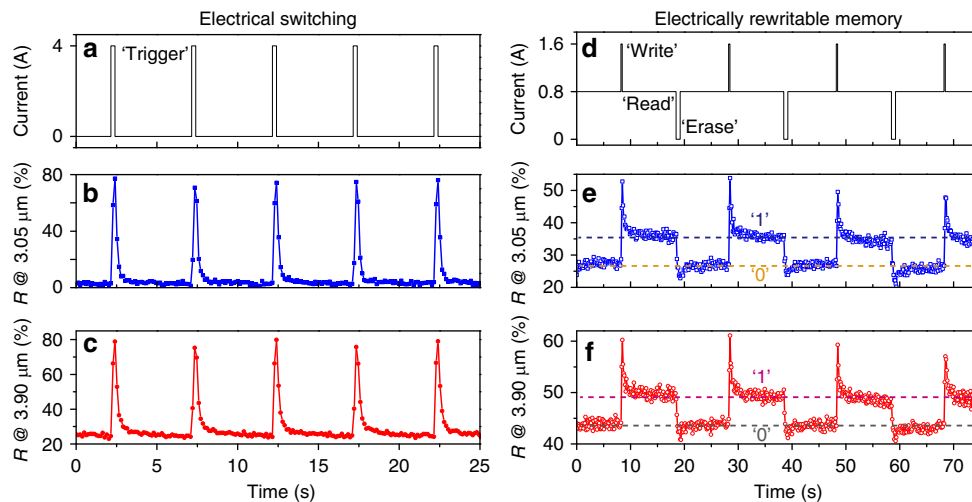 Electrical switching
a
'Trigger'
Current (A)
4
0
b
R @ 3.05 μm (%)
80
40
0
c
R @ 3.90 μm (%)
80
60
40
20
0 5 10 15 20 25
Time (s)
Electrically rewritable memory
d
'Write'
'Read'
'Erase'
Current (A)
1.6
0.8
0
e
'1'
'0'
R @ 3.05 μm (%)
50
40
30
20
f
'1'
'0'
R @ 3.90 μm (%)
60
50
40
0 10 20 30 40 50 60 70
Time (s)